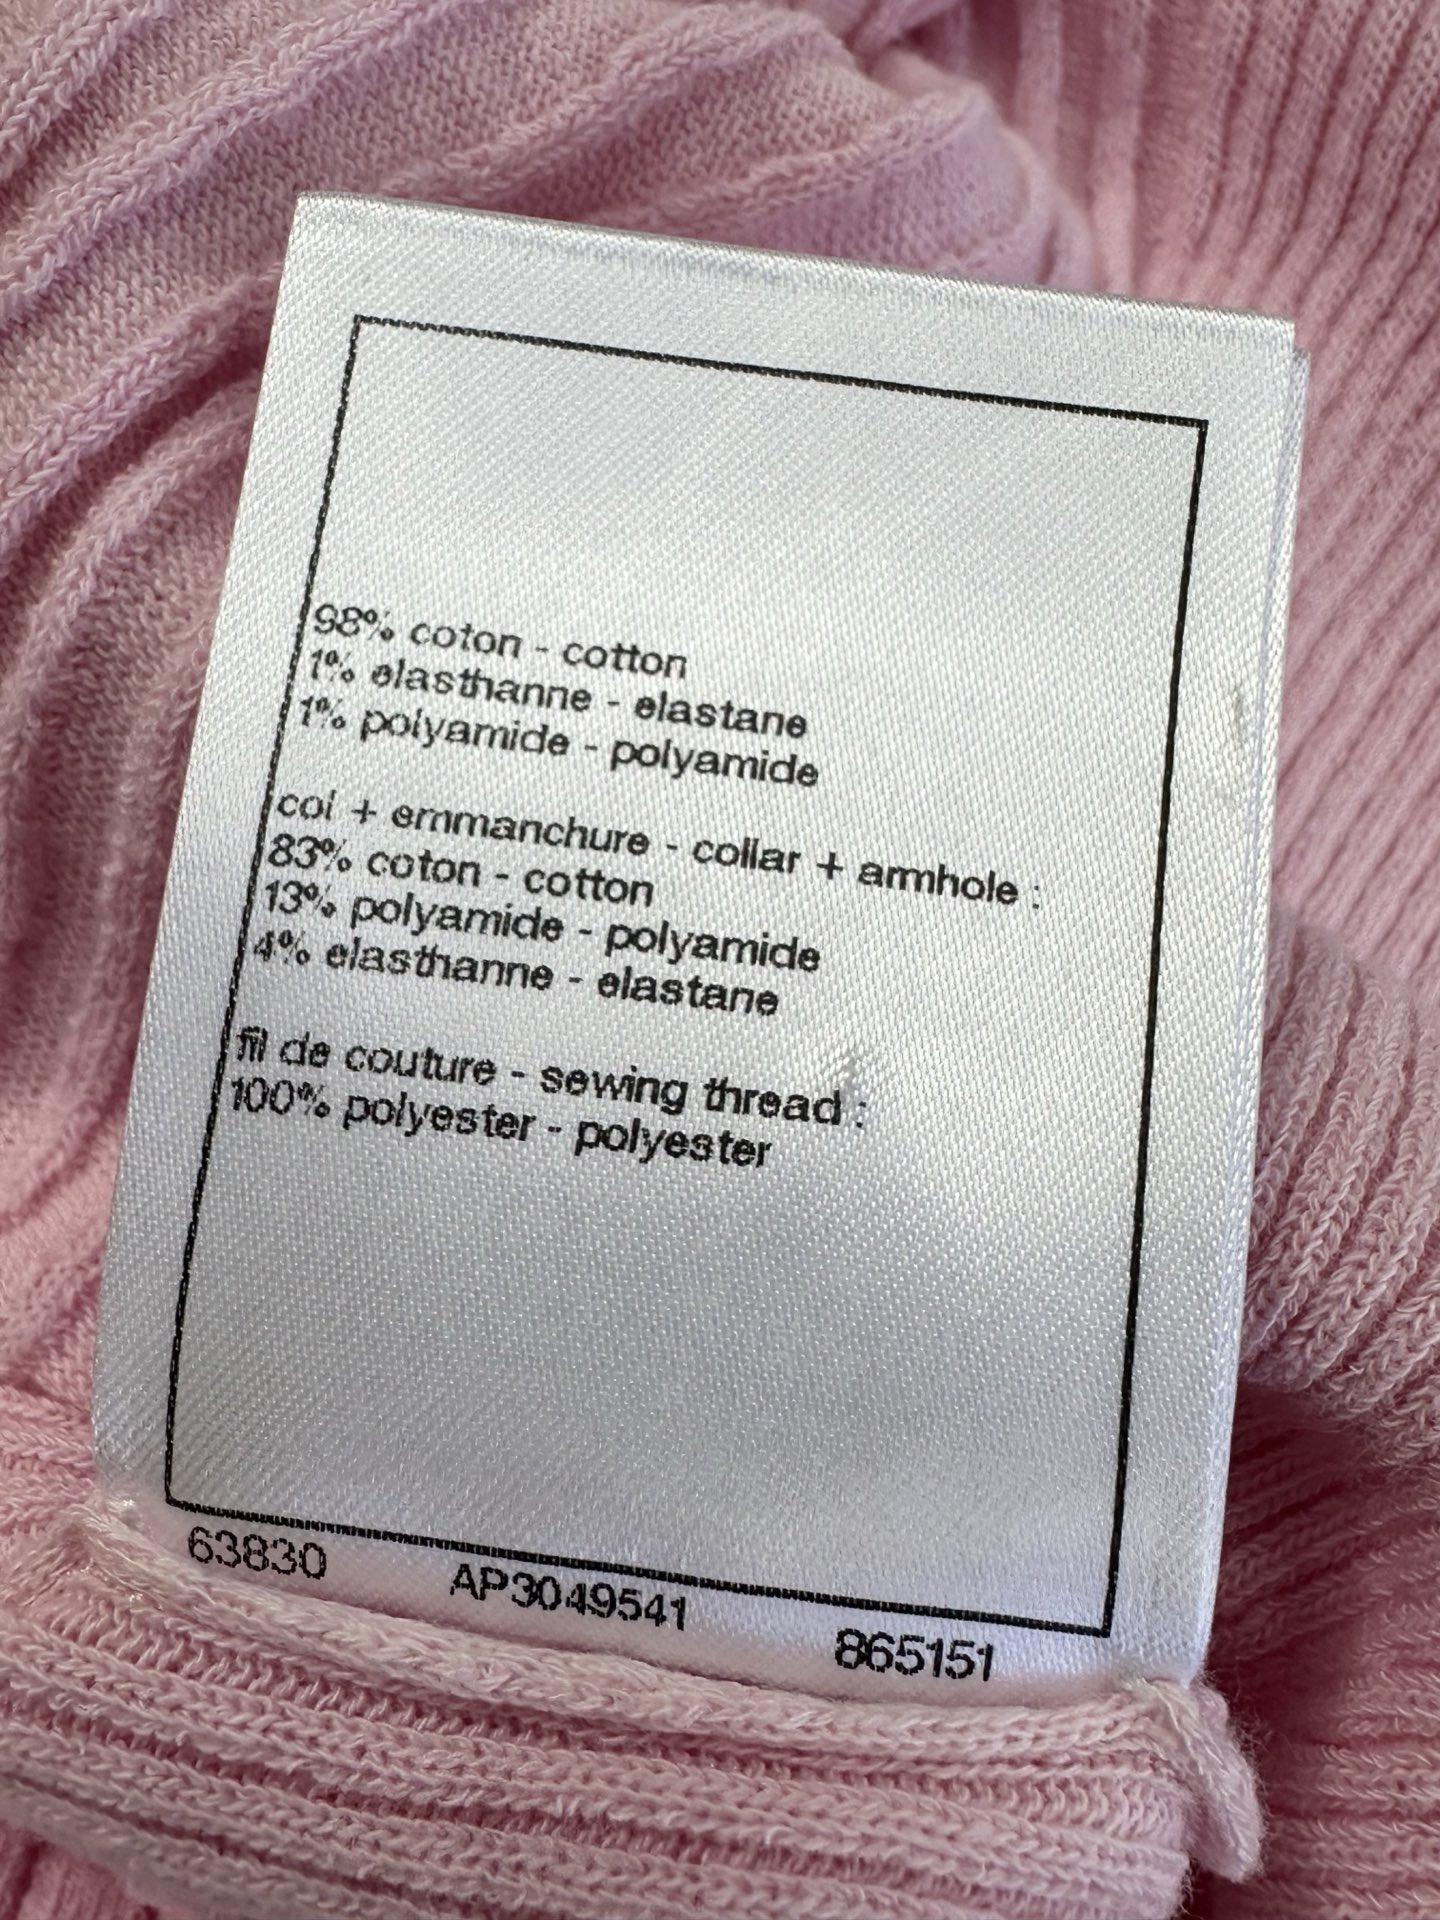 98% coton - cotton
1% elasthanne - elastane
1% polyamide - polyamide
col + emmanchure - collar + armhole :
83% coton - cotton
13% polyamide - polyamide
4% elasthanne - elastane
fil de couture - sewing thread :
100% polyester - polyester
63830 AP3049541 865151